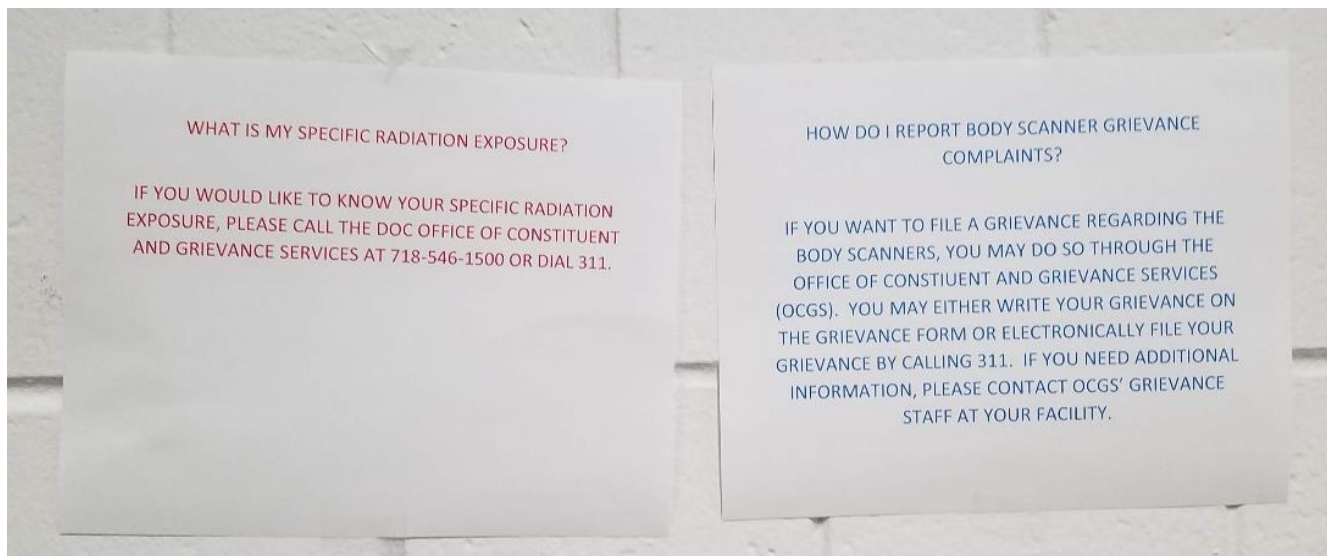 WHAT IS MY SPECIFIC RADIATION EXPOSURE?
IF YOU WOULD LIKE TO KNOW YOUR SPECIFIC RADIATION
EXPOSURE, PLEASE CALL THE DOC OFFICE OF CONSTITUENT
AND GRIEVANCE SERVICES AT 718-546-1500 OR DIAL 311.
HOW DO I REPORT BODY SCANNER GRIEVANCE
COMPLAINTS?
IF YOU WANT TO FILE A GRIEVANCE REGARDING THE
BODY SCANNERS, YOU MAY DO SO THROUGH THE
OFFICE OF CONSTIUENT AND GRIEVANCE SERVICES
(OCGS). YOU MAY EITHER WRITE YOUR GRIEVANCE ON
THE GRIEVANCE FORM OR ELECTRONICALLY FILE YOUR
GRIEVANCE BY CALLING 311. IF YOU NEED ADDITIONAL
INFORMATION, PLEASE CONTACT OCGS' GRIEVANCE
STAFF AT YOUR FACILITY.